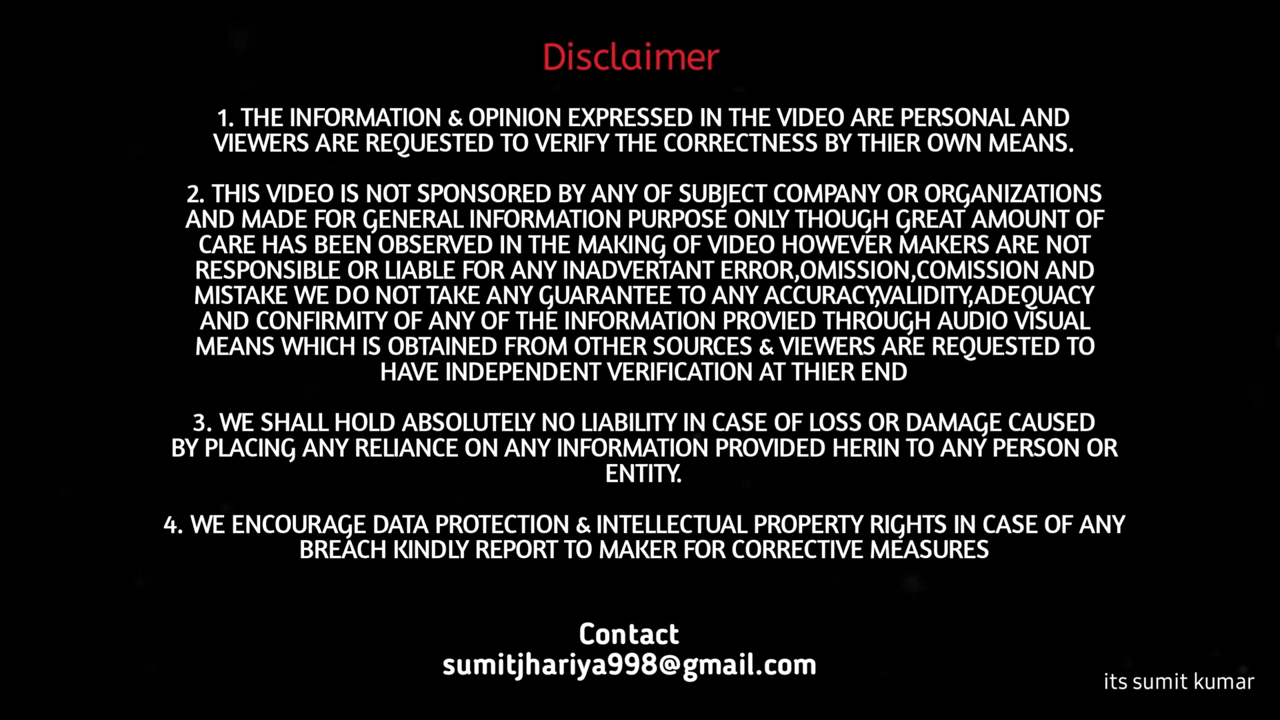 Disclaimer
1. THE INFORMATION & OPINION EXPRESSED IN THE VIDEO ARE PERSONAL AND
VIEWERS ARE REQUESTED TO VERIFY THE CORRECTNESS BY THIER OWN MEANS.
2. THIS VIDEO IS NOT SPONSORED BY ANY OF SUBJECT COMPANY OR ORGANIZATIONS
AND MADE FOR GENERAL INFORMATION PURPOSE ONLY THOUGH GREAT AMOUNT OF
CARE HAS BEEN OBSERVED IN THE MAKING OF VIDEO HOWEVER MAKERS ARE NOT
RESPONSIBLE OR LIABLE FOR ANY INADVERTANT ERROR,OMISSION,COMISSION AND
MISTAKE WE DO NOT TAKE ANY GUARANTEE TO ANY ACCURACY,VALIDITY,ADEQUACY
AND CONFIRMITY OF ANY OF THE INFORMATION PROVIED THROUGH AUDIO VISUAL
MEANS WHICH IS OBTAINED FROM OTHER SOURCES & VIEWERS ARE REQUESTED TO
HAVE INDEPENDENT VERIFICATION AT THIER END
3. WE SHALL HOLD ABSOLUTELY NO LIABILITY IN CASE OF LOSS OR DAMAGE CAUSED
BY PLACING ANY RELIANCE ON ANY INFORMATION PROVIDED HERIN TO ANY PERSON OR
ENTITY.
4. WE ENCOURAGE DATA PROTECTION & INTELLECTUAL PROPERTY RIGHTS IN CASE OF ANY
BREACH KINDLY REPORT TO MAKER FOR CORRECTIVE MEASURES
Contact
sumitjhariya998@gmail.com
its sumit kumar